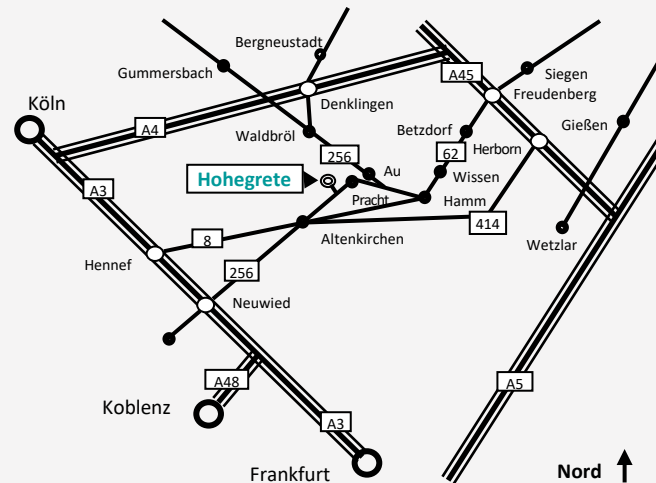 Bergneustadt
A45
Gummersbach
Siegen
Köln
Denklingen
Freudenberg
A4
Waldbröl
Betzdorf
Gießen
256
62
Herborn
A3
Hohegrete
Au
Wissen
Pracht
Hamm
414
8
Altenkirchen
Wetzlar
Hennef
256
Neuwied
A48
A5
Koblenz
A3
Frankfurt
Nord